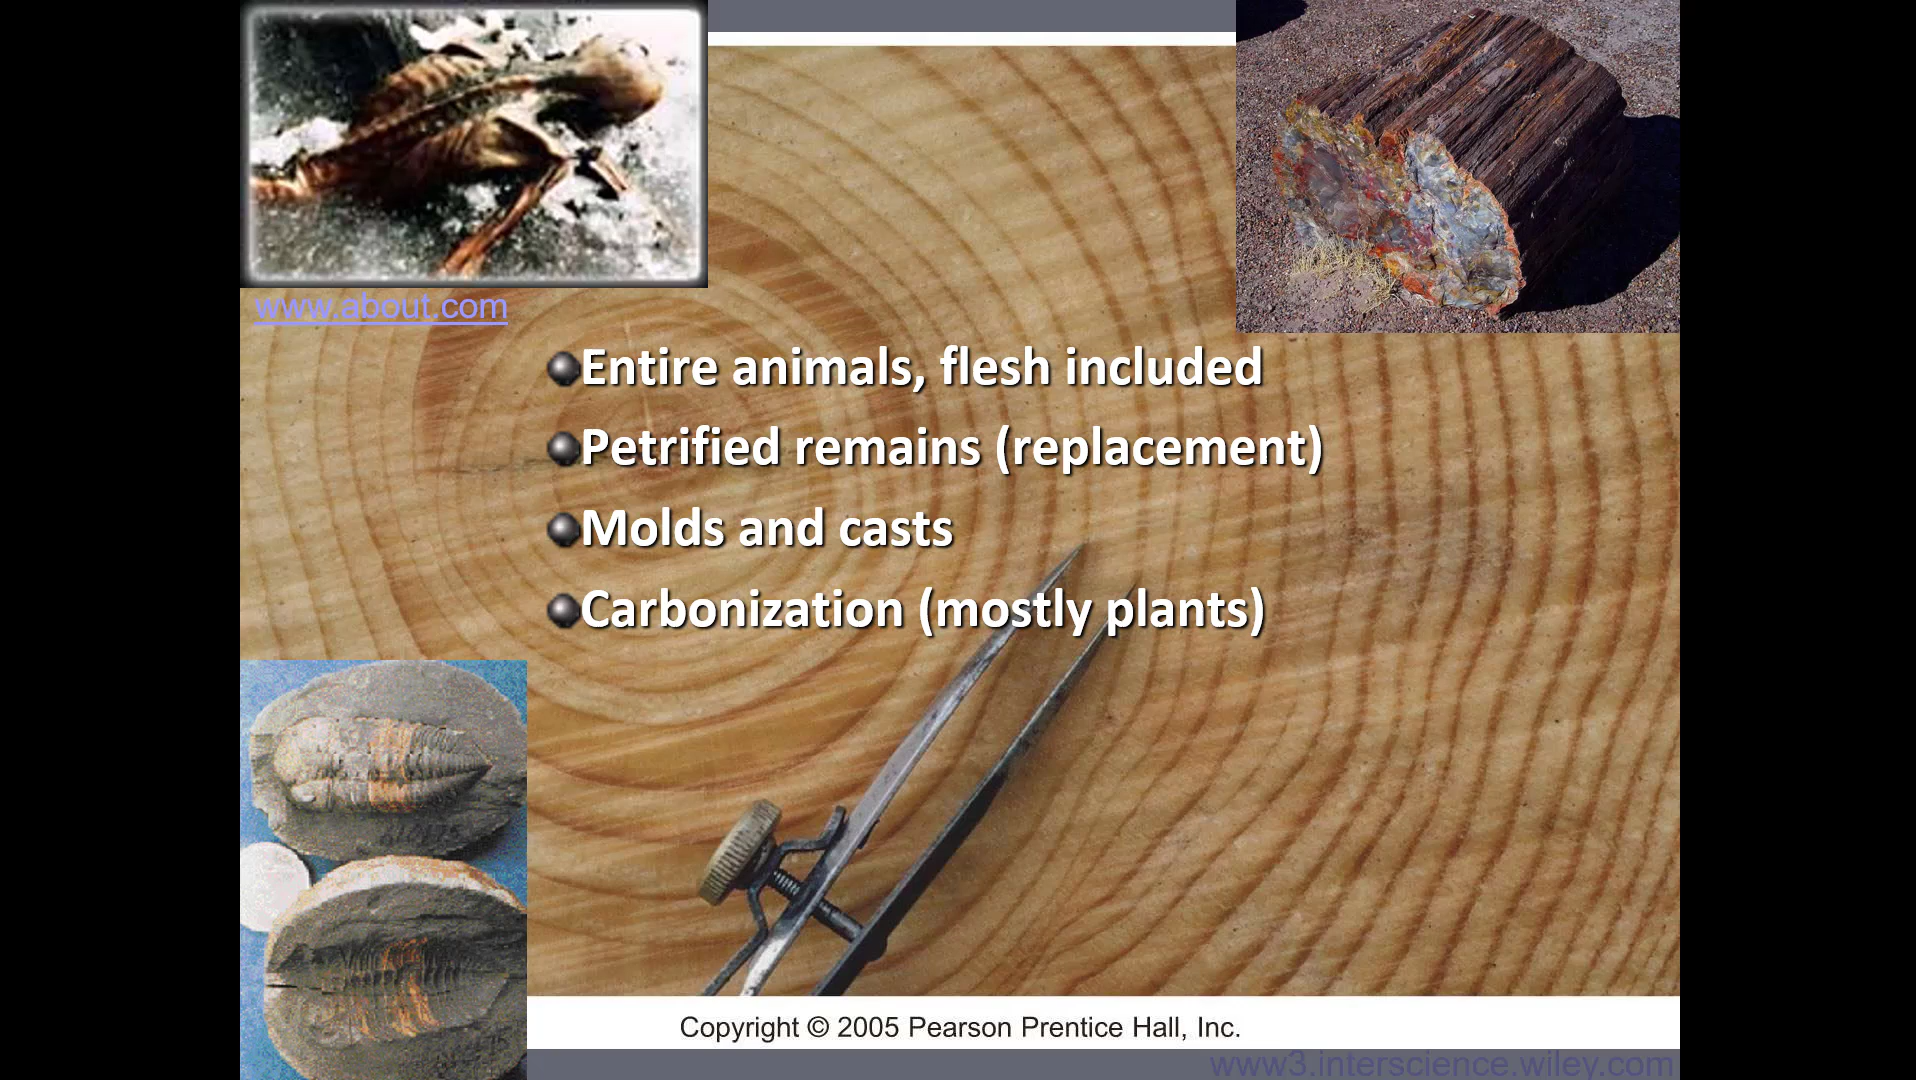 www.about.com
Entire animals, flesh included
Petrified remains (replacement)
Molds and casts
Carbonization (mostly plants)
Copyright © 2005 Pearson Prentice Hall, Inc.
www3.interscience.wiley.com